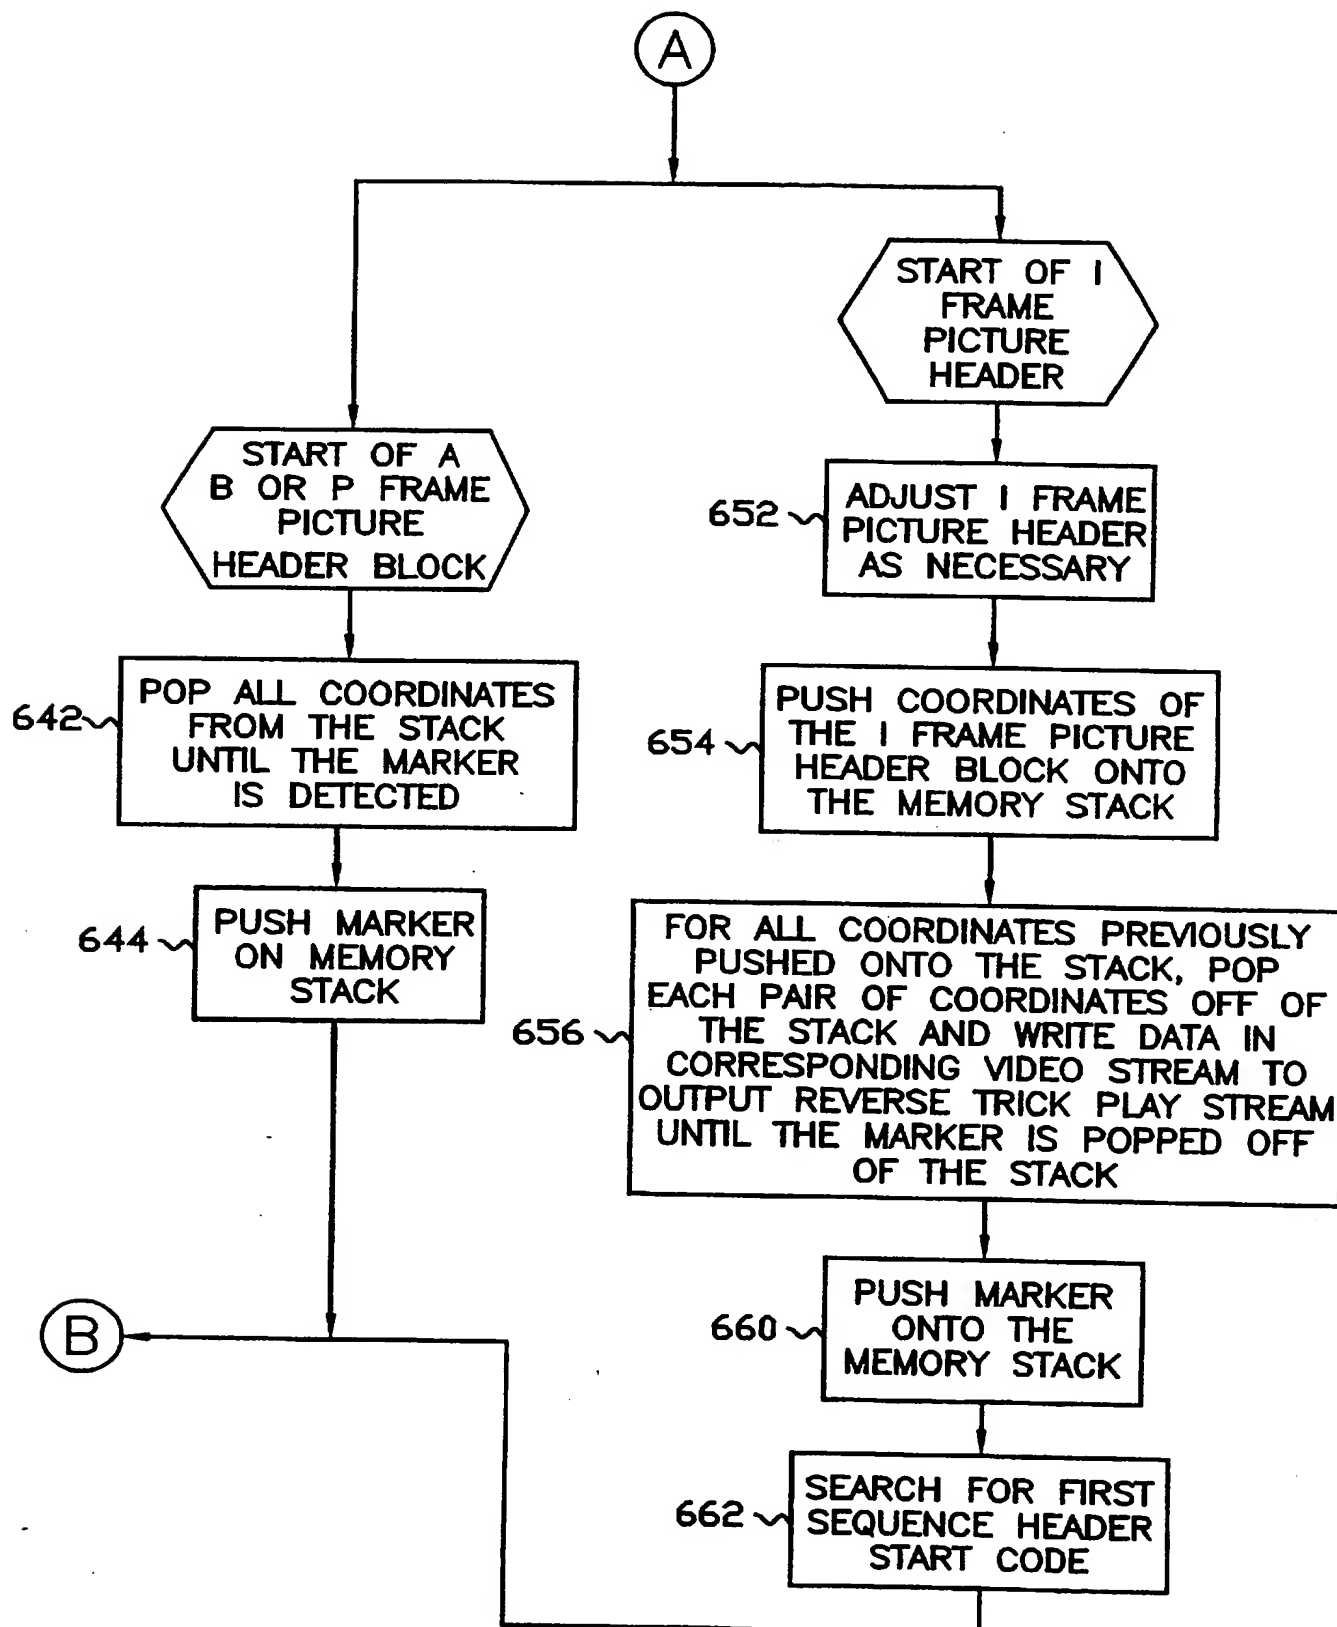 A
START OF I
FRAME
PICTURE
HEADER
START OF A
B OR P FRAME
PICTURE
HEADER BLOCK
652
ADJUST I FRAME
PICTURE HEADER
AS NECESSARY
642
POP ALL COORDINATES
FROM THE STACK
UNTIL THE MARKER
IS DETECTED
654
PUSH COORDINATES OF
THE I FRAME PICTURE
HEADER BLOCK ONTO
THE MEMORY STACK
644
PUSH MARKER
ON MEMORY
STACK
656
FOR ALL COORDINATES PREVIOUSLY
PUSHED ONTO THE STACK, POP
EACH PAIR OF COORDINATES OFF OF
THE STACK AND WRITE DATA IN
CORRESPONDING VIDEO STREAM TO
OUTPUT REVERSE TRICK PLAY STREAM
UNTIL THE MARKER IS POPPED OFF
OF THE STACK
B
660
PUSH MARKER
ONTO THE
MEMORY STACK
662
SEARCH FOR FIRST
SEQUENCE HEADER
START CODE